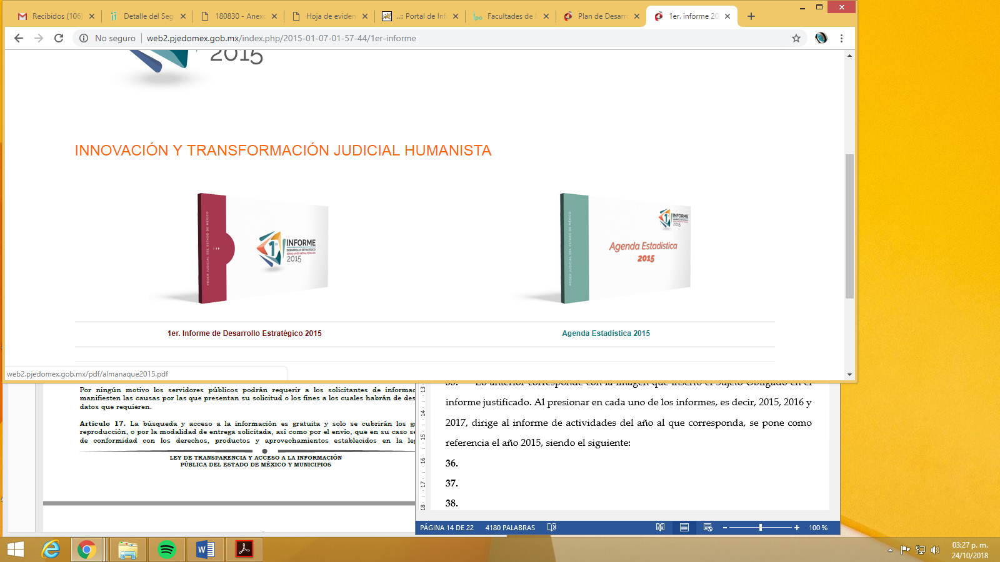 Recibidos (106)
Detalle del Seg
180830 - Anexo
Hoja de eviden
..:: Portal de Inf
Facultades de
Plan de Desarro
1er. informe 20
No seguro
web2.pjedomex.gob.mx/index.php/2015-01-07-01-57-44/1er-informe
2015
INNOVACIÓN Y TRANSFORMACIÓN JUDICIAL HUMANISTA
PODER JUDICIAL DEL ESTADO DE MÉXICO
1ER INFORME
DESARROLLO ESTRATÉGICO
2015
PODER JUDICIAL DEL ESTADO DE MÉXICO
1 INFORME
2015
Agenda Estadística
2015
1er. Informe de Desarrollo Estratégico 2015
Agenda Estadística 2015
web2.pjedomex.gob.mx/pdf/almanaque2015.pdf
Por ningún motivo los servidores públicos podrán requerir a los solicitantes de informac
manifiesten las causas por las que presentan su solicitud o los fines a los cuales habrán de des
datos que requieren.
Artículo 17. La búsqueda y acceso a la información es gratuita y solo se cubrirán los ga
reproducción, o por la modalidad de entrega solicitada, así como por el envío, que en su caso se
de conformidad con los derechos, productos y aprovechamientos establecidos en la leg
LEY DE TRANSPARENCIA Y ACCESO A LA INFORMACIÓN
PÚBLICA DEL ESTADO DE MÉXICO Y MUNICIPIOS
35. Lo anterior corresponde con la imagen que insertó el Sujeto Obligado en el
informe justificado. Al presionar en cada uno de los informes, es decir, 2015, 2016 y
2017, dirige al informe de actividades del año al que corresponda, se pone como
referencia el año 2015, siendo el siguiente:
36.
37.
38.
13
14
15
16
17
18
PÁGINA 14 DE 22
4180 PALABRAS
100 %
03:27 p. m.
24/10/2018